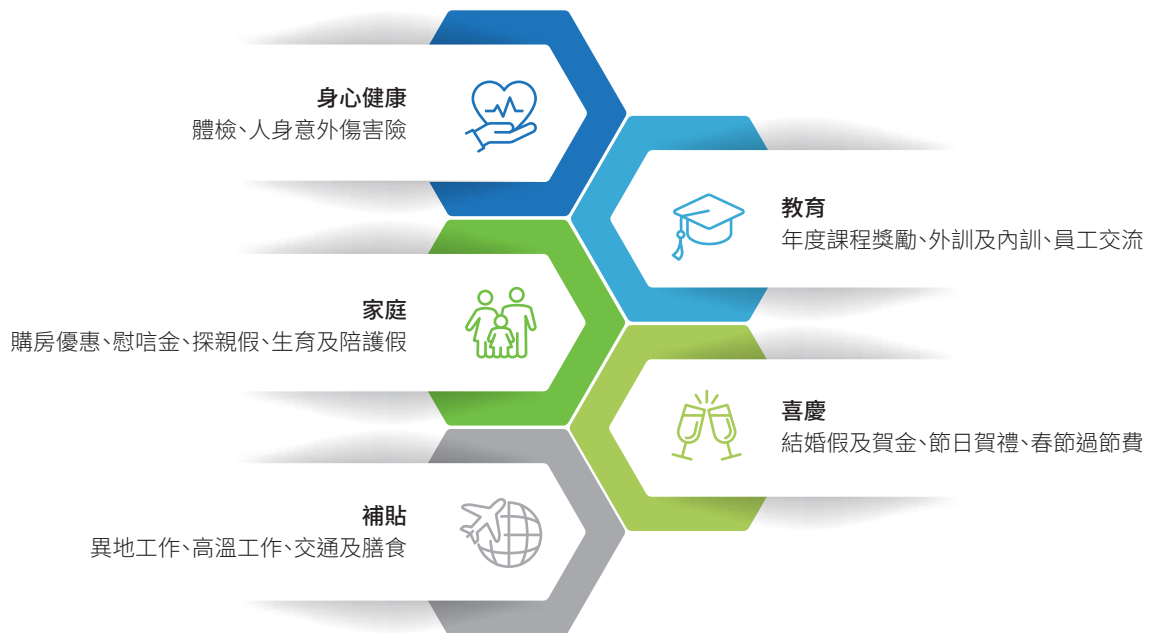 身心健康
體檢、人身意外傷害險
教育
年度課程獎勵、外訓及內訓、員工交流
家庭
購房優惠、慰唁金、探親假、生育及陪護假
喜慶
結婚假及賀金、節日賀禮、春節過節費
補貼
異地工作、高溫工作、交通及膳食